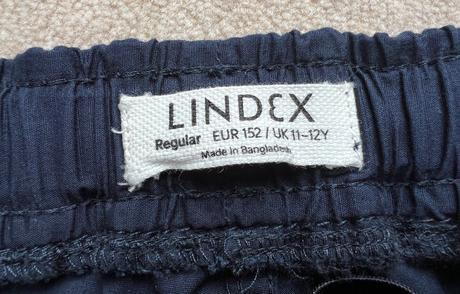 LINDEX
Regular EUR 152 / UK 11-12Y
Made in Bangladesh